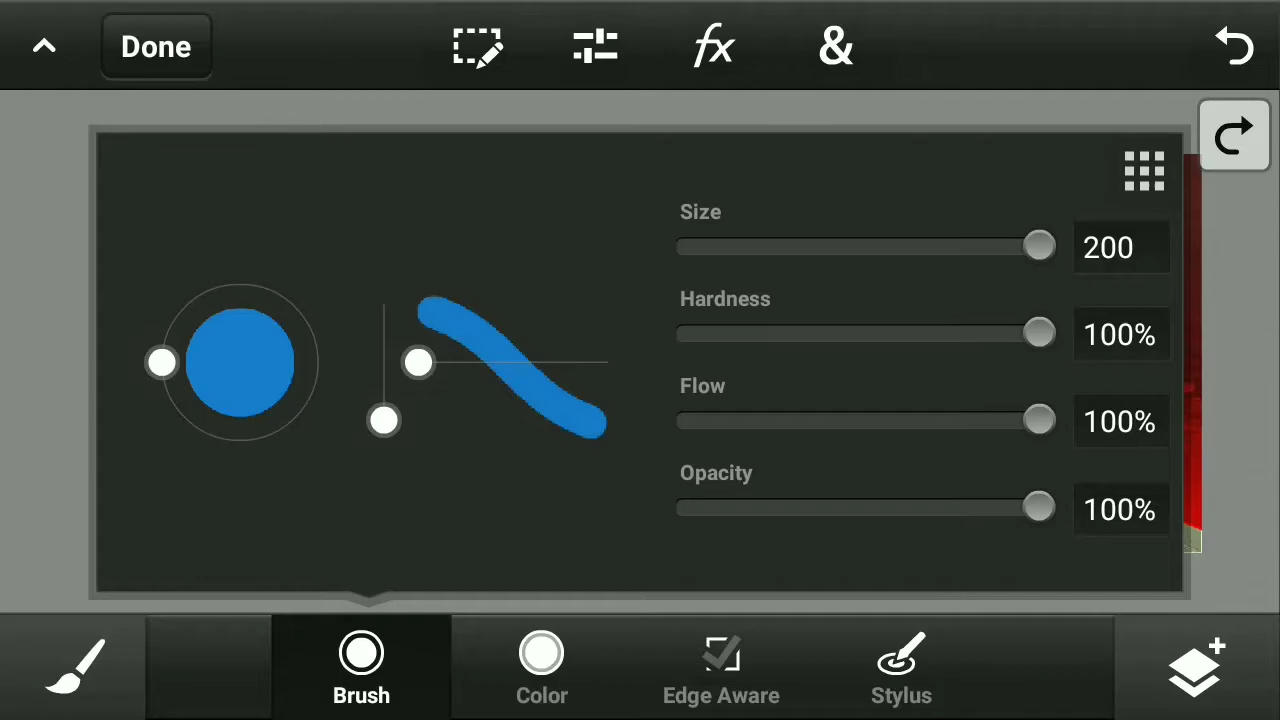 Done
fx
&
Size
200
Hardness
100%
Flow
100%
Opacity
100%
Brush
Color
Edge Aware
Stylus